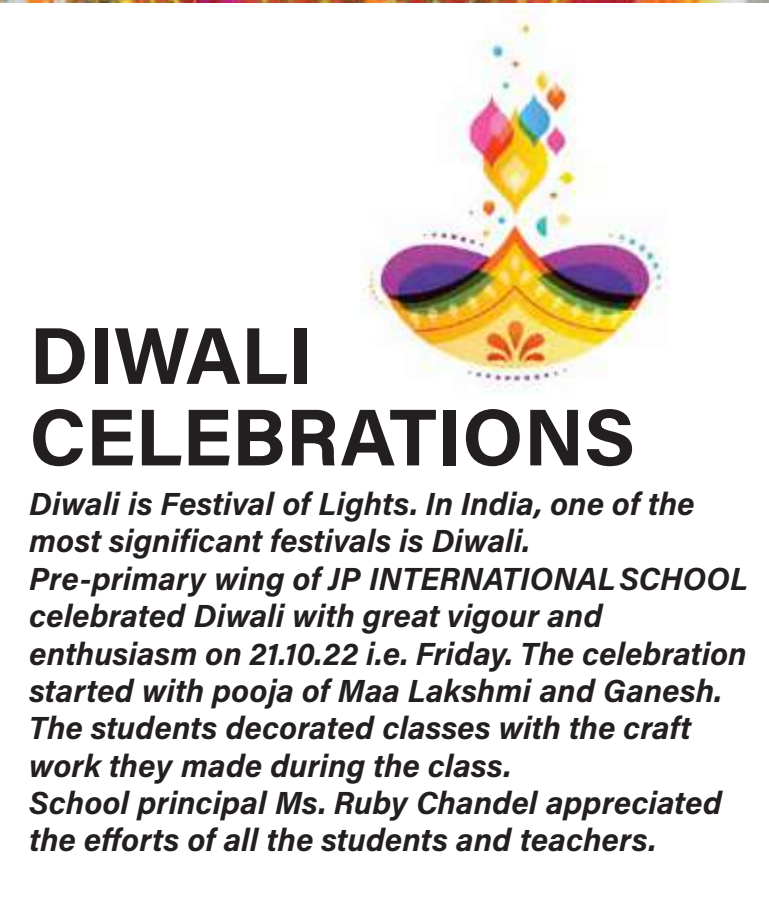 DIWALI
CELEBRATIONS
Diwali is Festival of Lights. In India, one of the
most significant festivals is Diwali.
Pre-primary wing of JP INTERNATIONAL SCHOOL
celebrated Diwali with great vigour and
enthusiasm on 21.10.22 i.e. Friday. The celebration
started with pooja of Maa Lakshmi and Ganesh.
The students decorated classes with the craft
work they made during the class.
School principal Ms. Ruby Chandel appreciated
the efforts of all the students and teachers.